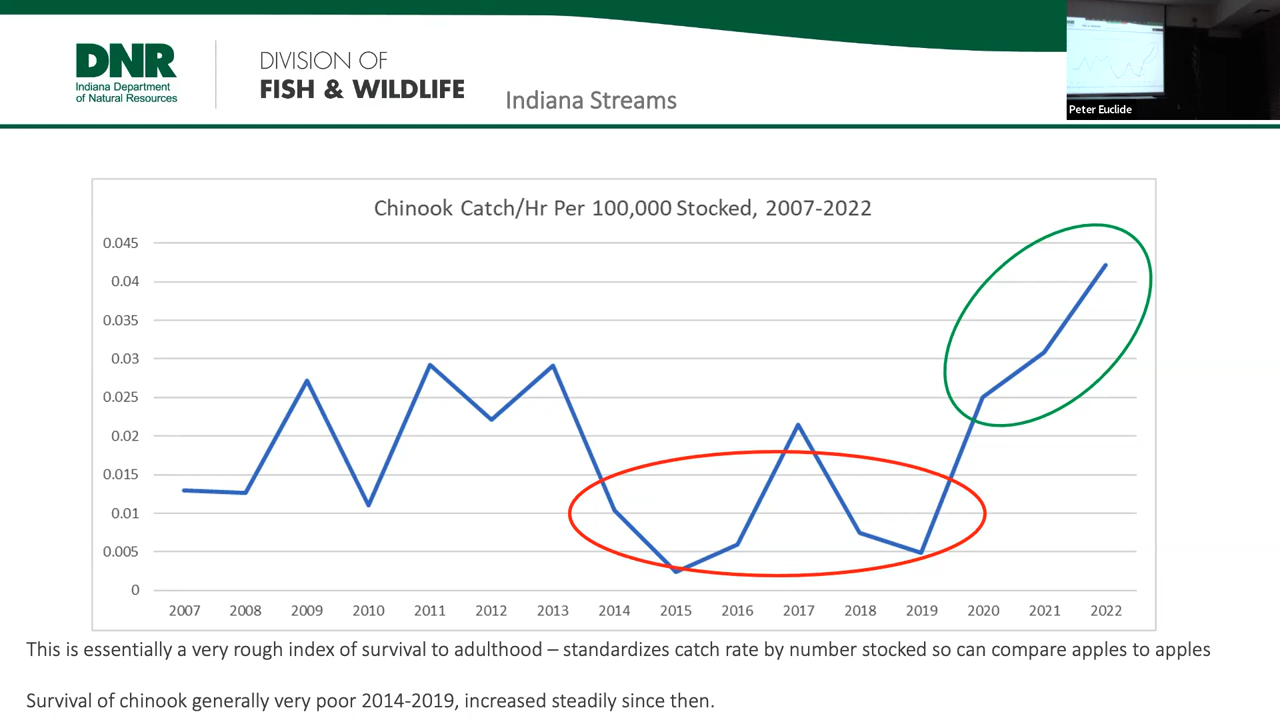 DNR
Indiana Department
of Natural Resources
DIVISION OF
FISH & WILDLIFE
Indiana Streams
Peter Euclide
Chinook Catch/Hr Per 100,000 Stocked, 2007-2022
0.045
0.04
0.035
0.03
0.025
0.02
0.015
0.01
0.005
0
2007 2008 2009 2010 2011 2012 2013 2014 2015 2016 2017 2018 2019 2020 2021 2022
This is essentially a very rough index of survival to adulthood – standardizes catch rate by number stocked so can compare apples to apples
Survival of chinook generally very poor 2014-2019, increased steadily since then.